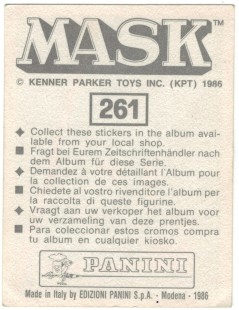 MASK™
© KENNER PARKER TOYS INC. (KPT) 1986
261
◆ Collect these stickers in the album avai-
lable from your local shop.
■ Fragt bei Eurem Zeitschriftenhändler nach
dem Album für diese Serie.
◆ Demandez à votre détaillant l'Album pour
la collection de ces images.
■ Chiedete al vostro rivenditore l'album per
la raccolta di queste figurine.
◆ Vraagt aan uw verkoper het album voor
uw verzameling van deze prentjes.
■ Para coleccionar estos cromos compra
tu album en cualquier kiosko.
PANINI
Made in Italy by EDIZIONI PANINI S.p.A. - Modena - 1986